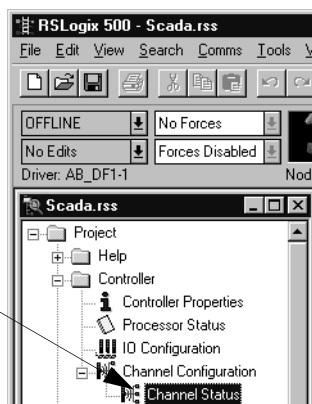 RSLogix 500 - Scada.rss
File Edit View Search Comms Tools
OFFLINE No Forces
No Edits Forces Disabled
Driver: AB_DF1-1 Nod
Scada.rss
Project
Help
Controller
Controller Properties
Processor Status
IO Configuration
Channel Configuration
Channel Status